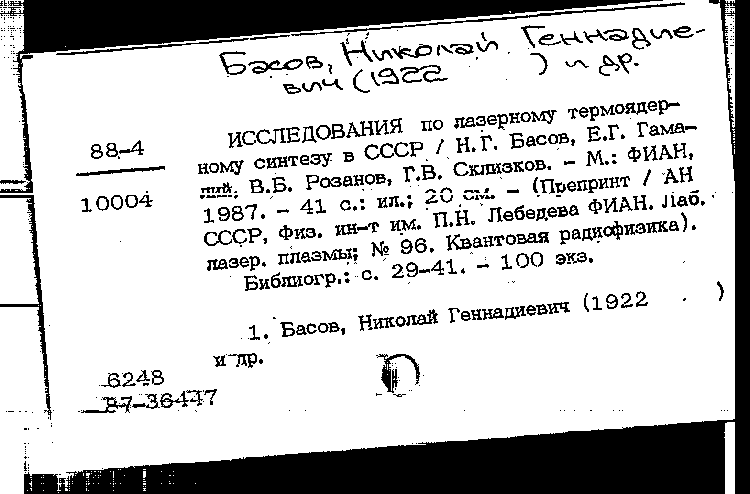 Басов, Николай Геннадие-
вич (1922 ) и др.
88-4
10004
ИССЛЕДОВАНИЯ по лазерному термоядер-
ному синтезу в СССР / Н.Г. Басов, Е.Г. Гама-
лий, В.Б. Розанов, Г.В. Склизков. - М.: ФИАН,
1987. - 41 с.: ил.; 20 см. - (Препринт / АН
СССР, Физ. ин-т им. П.Н. Лебедева ФИАН. Лаб.
лазер. плазмы; № 96. Квантовая радиофизика).
Библиогр.: с. 29-41. - 100 экз.
1. Басов, Николай Геннадиевич (1922 )
и др.
6248
87-36447